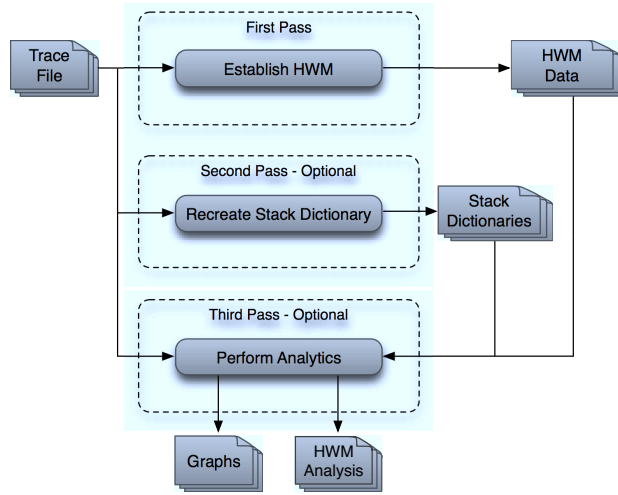 First Pass
Trace
File
Establish HWM
HWM
Data
Second Pass - Optional
Recreate Stack Dictionary
Stack
Dictionaries
Third Pass - Optional
Perform Analytics
Graphs
HWM
Analysis